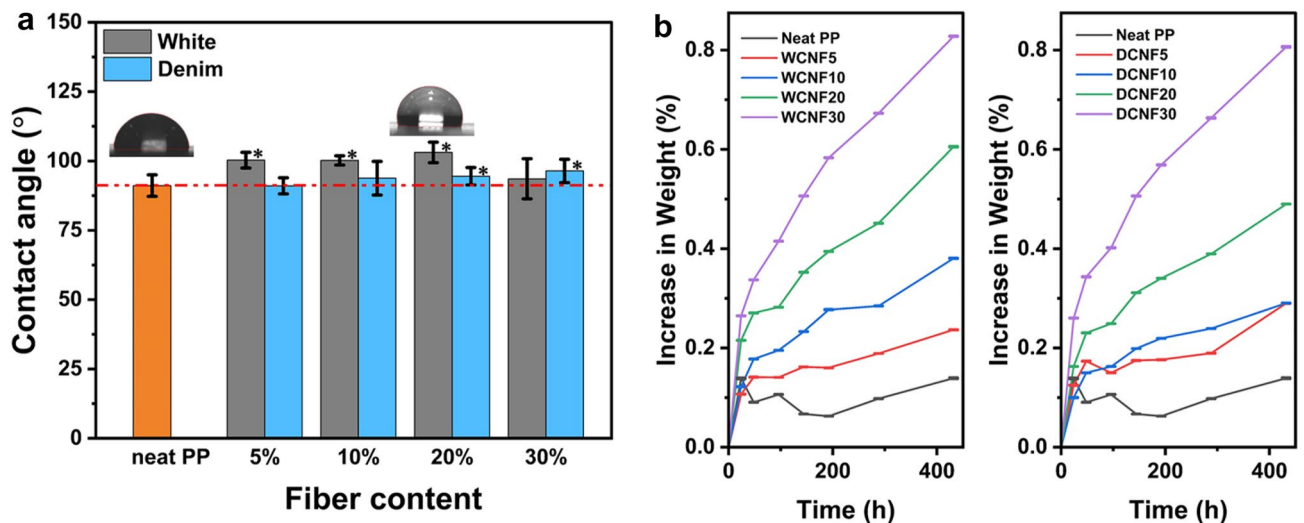 a
150
125
100
75
50
25
0
Contact angle (°)
White
Denim
*
*
*
*
*
neat PP
5%
10%
20%
30%
Fiber content
b
0.8
0.6
0.4
0.2
0.0
Increase in Weight (%)
Neat PP
WCNF5
WCNF10
WCNF20
WCNF30
0
200
400
Time (h)
0.8
0.6
0.4
0.2
0.0
Increase in Weight (%)
Neat PP
DCNF5
DCNF10
DCNF20
DCNF30
0
200
400
Time (h)